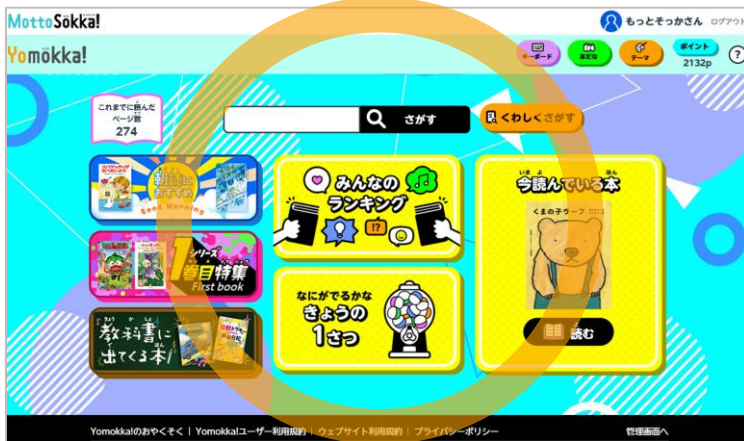 MottoSokka!
もっとそっかさん ログアウト
Yomokka!
キーボード
本だな
テーマ
ポイント
2132p
?
これまでに読んだ
ページ数
274
さがす
くわしくさがす
朝読に
おすすめ
Good Morning
シリーズ
1巻目特集
First book
教科書に
出てくる本!
みんなの
ランキング
!?
なにがでるかな
きょうの
1さつ
今読んでいる本
くまの子ウーフ
読む
Yomokka!のおやくそく | Yomokka!ユーザー利用規約 | ウェブサイト利用規約 | プライバシーポリシー
管理画面へ